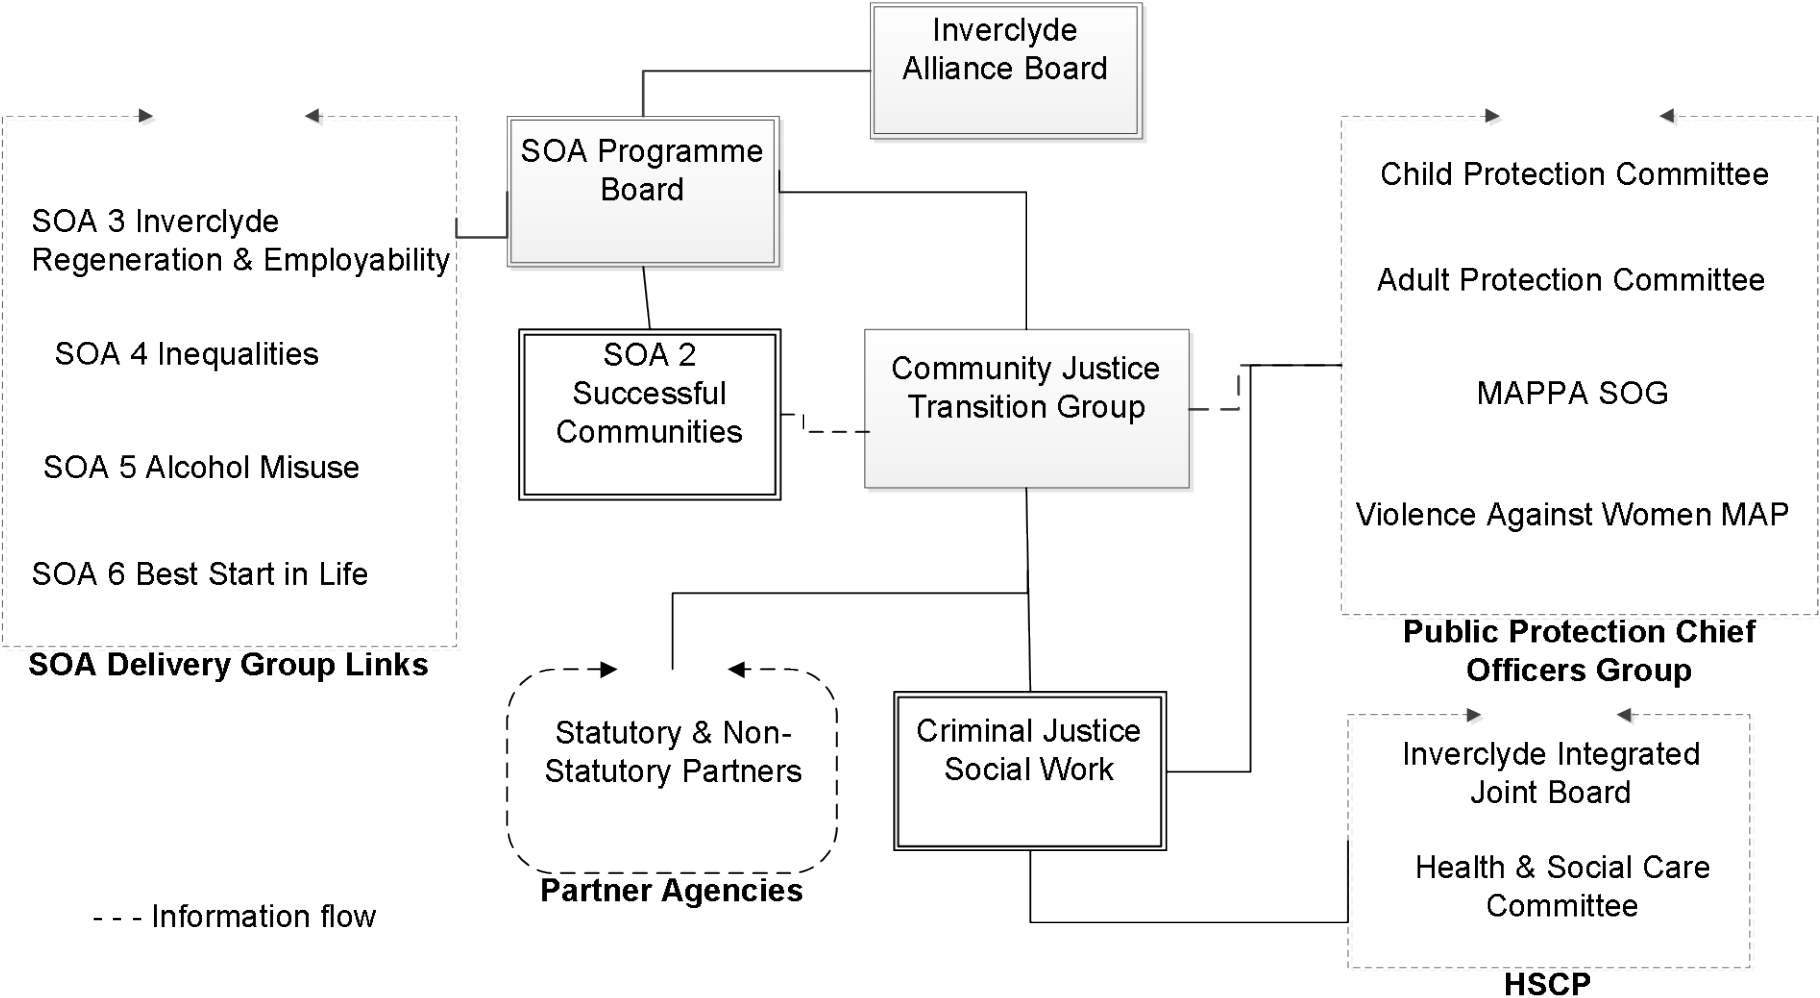 Inverclyde
Alliance Board
SOA Programme
Board
SOA 3 Inverclyde
Regeneration & Employability
SOA 4 Inequalities
SOA 5 Alcohol Misuse
SOA 6 Best Start in Life
SOA Delivery Group Links
SOA 2
Successful
Communities
Community Justice
Transition Group
Child Protection Committee
Adult Protection Committee
MAPPA SOG
Violence Against Women MAP
Public Protection Chief
Officers Group
Statutory & Non-
Statutory Partners
Partner Agencies
Criminal Justice
Social Work
Inverclyde Integrated
Joint Board
Health & Social Care
Committee
HSCP
- - - Information flow